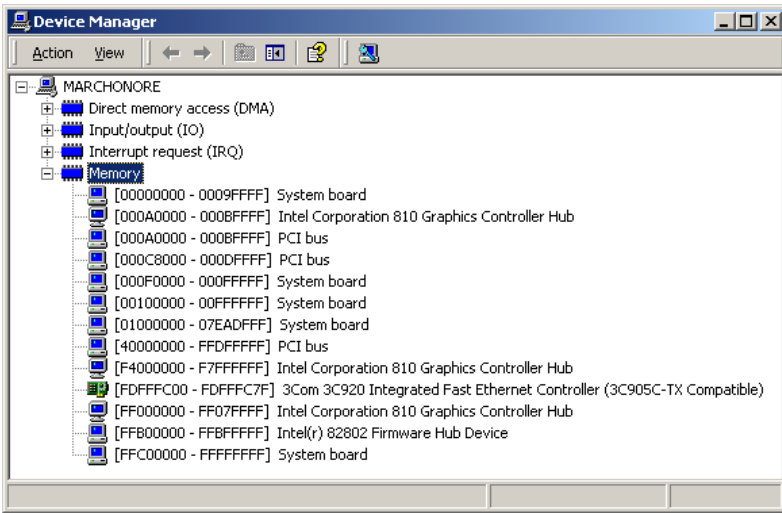 Device Manager
Action View
MARCHONORE
Direct memory access (DMA)
Input/output (IO)
Interrupt request (IRQ)
Memory
[00000000 - 0009FFFF] System board
[000A0000 - 000BFFFF] Intel Corporation 810 Graphics Controller Hub
[000A0000 - 000BFFFF] PCI bus
[000C8000 - 000DFFFF] PCI bus
[000F0000 - 000FFFFF] System board
[00100000 - 00FFFFFF] System board
[01000000 - 07EADFFF] System board
[40000000 - FFDFFFFF] PCI bus
[F4000000 - F7FFFFFF] Intel Corporation 810 Graphics Controller Hub
[FDFFFC00 - FDFFFC7F] 3Com 3C920 Integrated Fast Ethernet Controller (3C905C-TX Compatible)
[FF000000 - FF07FFFF] Intel Corporation 810 Graphics Controller Hub
[FFB00000 - FFBFFFFF] Intel(r) 82802 Firmware Hub Device
[FFC00000 - FFFFFFFF] System board